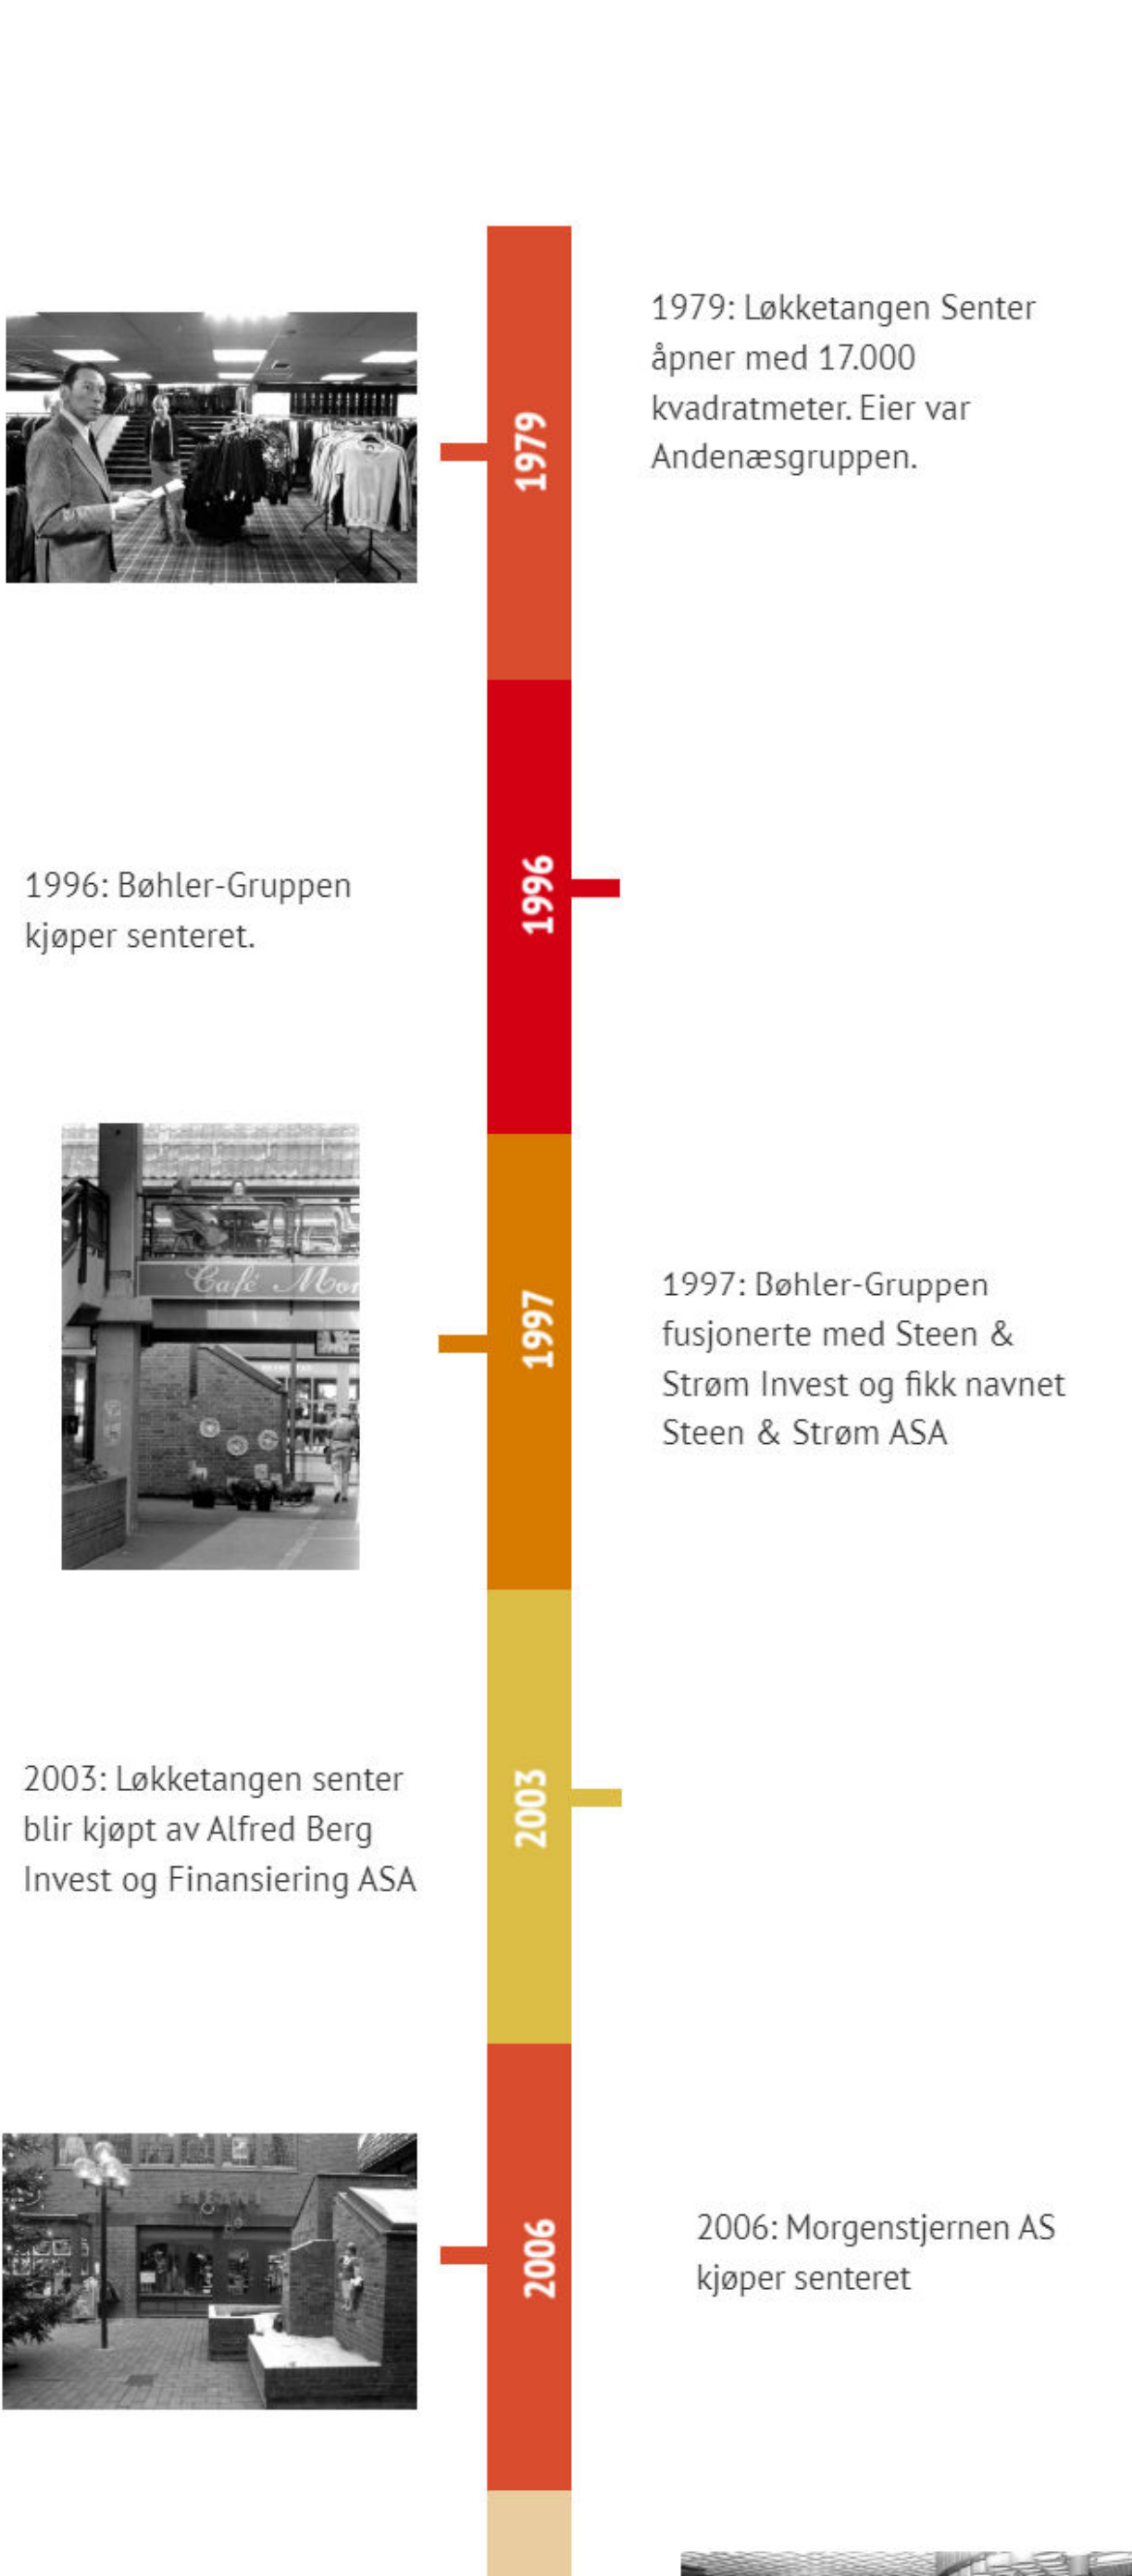 1979
1979: Løkketangen Senter
åpner med 17.000
kvadratmeter. Eier var
Andenæsgruppen.
1996: Bøhler-Gruppen
kjøper senteret.
1996
Café Mor
1997
1997: Bøhler-Gruppen
fusjonerte med Steen &
Strøm Invest og fikk navnet
Steen & Strøm ASA
2003: Løkketangen senter
blir kjøpt av Alfred Berg
Invest og Finansiering ASA
2003
2006
2006: Morgenstjernen AS
kjøper senteret